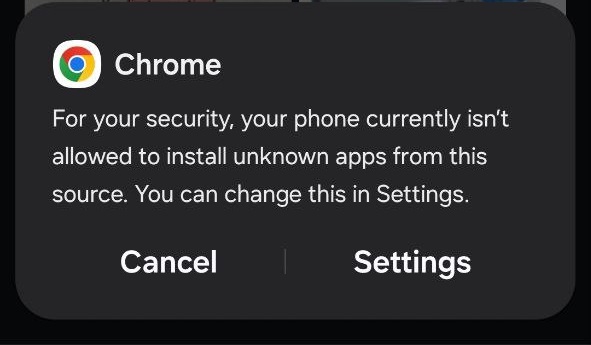 Chrome
For your security, your phone currently isn't
allowed to install unknown apps from this
source. You can change this in Settings.
Cancel
Settings